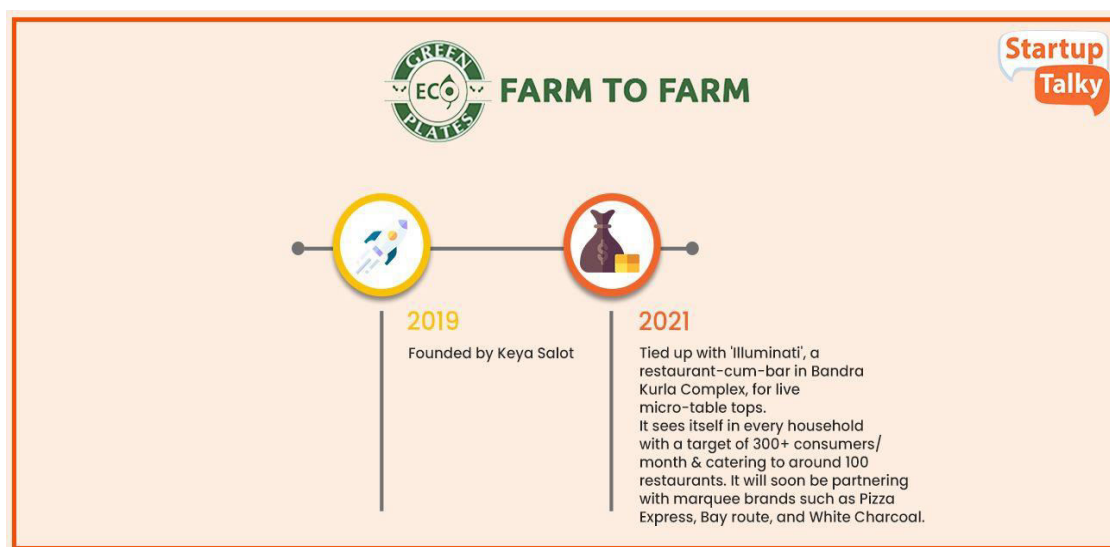 GREEN
ECO
PLATES
FARM TO FARM
Startup
Talky
2019
Founded by Keya Salot
2021
Tied up with 'Illuminati', a
restaurant-cum-bar in Bandra
Kurla Complex, for live
micro-table tops.
It sees itself in every household
with a target of 300+ consumers/
month & catering to around 100
restaurants. It will soon be partnering
with marquee brands such as Pizza
Express, Bay route, and White Charcoal.